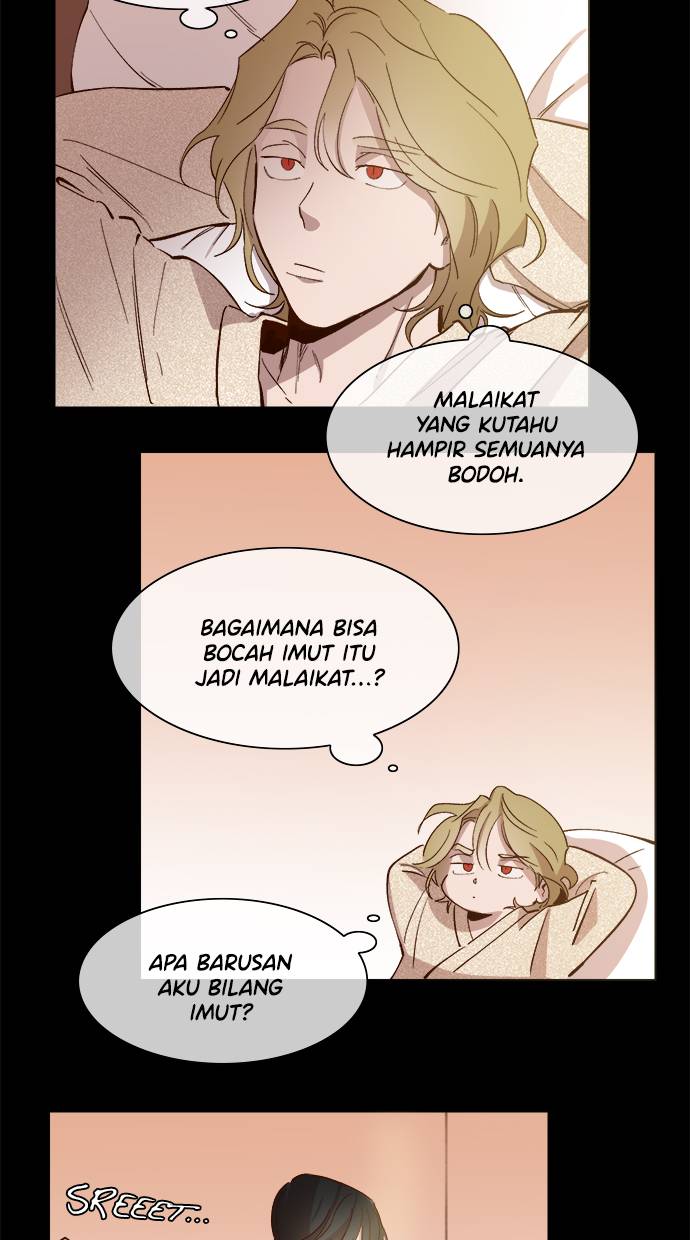 MALAIKAT
YANG KUTAHU
HAMPIR SEMUANYA
BODOH.
BAGAIMANA BISA
BOCAH IMUT ITU
JADI MALAIKAT...?
APA BARUSAN
AKU BILANG
IMUT?
SREEET...